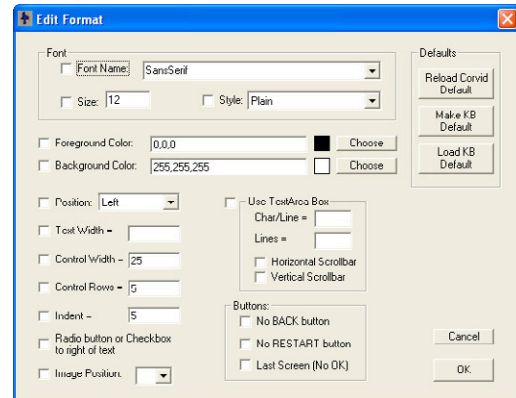 Edit Format
Font
Font Name: SansSerif
Size: 12 Style: Plain
Foreground Color: 0,0,0 Choose
Background Color: 255,255,255 Choose
Position: Left
Text Width =
Control Width = 25
Control Rows = 5
Indent = 5
Radio button or Checkbox
to right of text
Image Position:
Use TextArea Box
Char/Line =
Lines =
Horizontal Scrollbar
Vertical Scrollbar
Buttons:
No BACK button
No RESTART button
Last Screen (No OK)
Defaults
Reload Corvid
Default
Make KB
Default
Load KB
Default
Cancel
OK